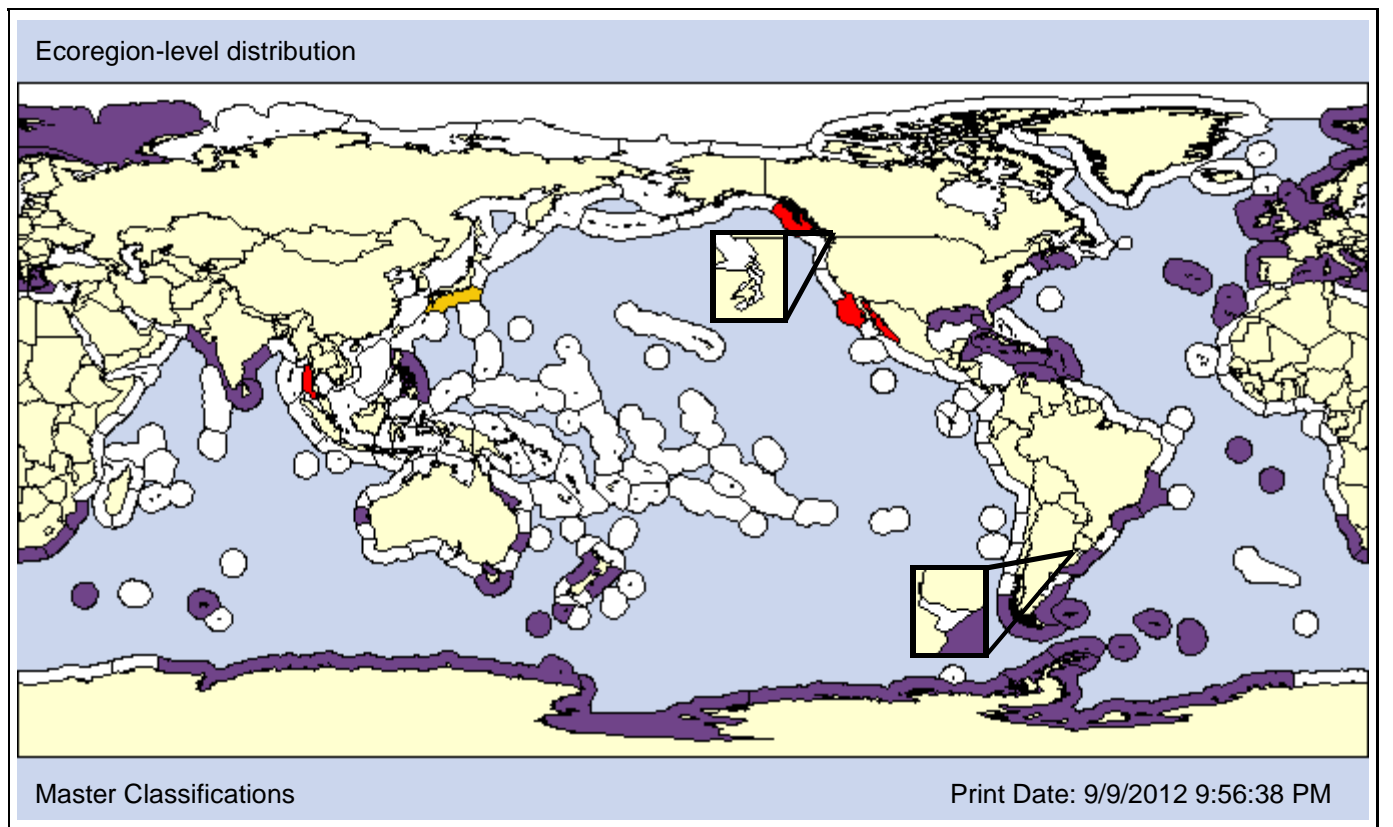 Ecoregion-level distribution
Master Classifications
Print Date: 9/9/2012 9:56:38 PM